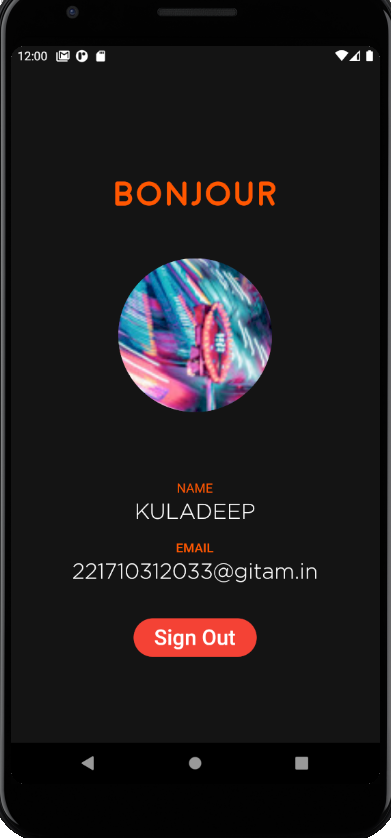 12:00
BONJOUR
NAME
KULADEEP
EMAIL
221710312033@gitam.in
Sign Out